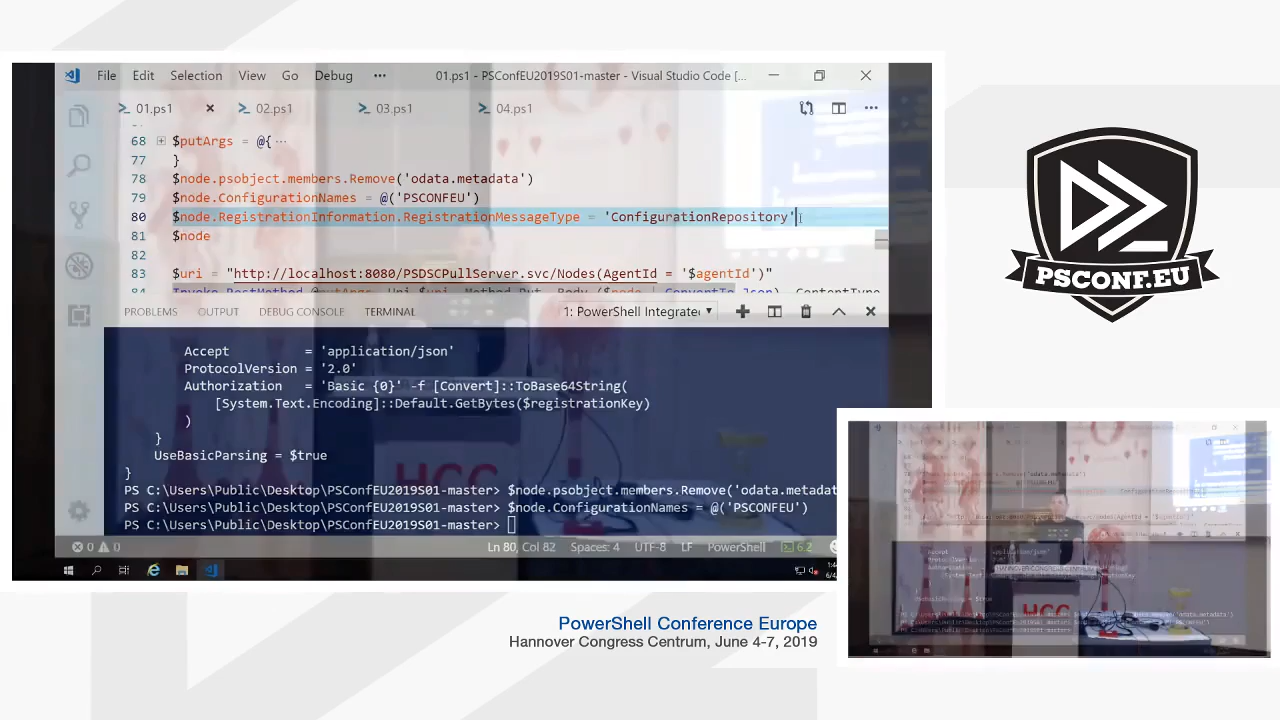 File Edit Selection View Go Debug ··· 01.ps1 - PSConfEU2019S01-master - Visual Studio Code [...
01.ps1 02.ps1 03.ps1 04.ps1
68 $putArgs = @{ ···
77 }
78 $node.psobject.members.Remove('odata.metadata')
79 $node.ConfigurationNames = @('PSCONFEU')
80 $node.RegistrationInformation.RegistrationMessageType = 'ConfigurationRepository'
81 $node
82
83 $uri = "http://localhost:8080/PSDSCPullServer.svc/Nodes(AgentId = '$agentId')"
PROBLEMS OUTPUT DEBUG CONSOLE TERMINAL 1: PowerShell Integrate
Accept = 'application/json'
ProtocolVersion = '2.0'
Authorization = 'Basic {0}' -f [Convert]::ToBase64String(
[System.Text.Encoding]::Default.GetBytes($registrationKey)
)
}
UseBasicParsing = $true
}
PS C:\Users\Public\Desktop\PSConfEU2019S01-master> $node.psobject.members.Remove('odata.metadat
PS C:\Users\Public\Desktop\PSConfEU2019S01-master> $node.ConfigurationNames = @('PSCONFEU')
PS C:\Users\Public\Desktop\PSConfEU2019S01-master>
0 0 Ln 80, Col 82 Spaces: 4 UTF-8 LF PowerShell 6.2
HCC
PSCONF.EU
HCC
PowerShell Conference Europe
Hannover Congress Centrum, June 4-7, 2019